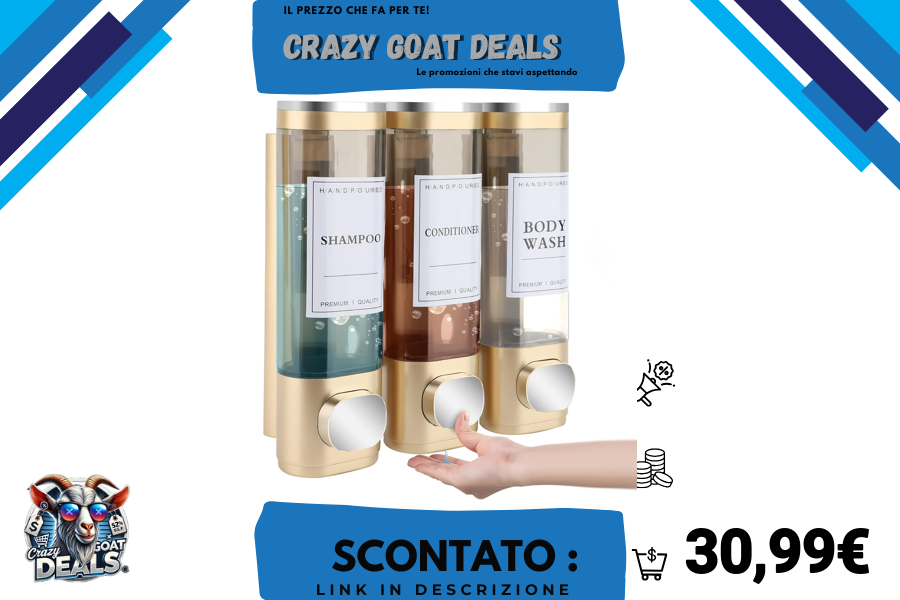 IL PREZZO CHE FA PER TE!
CRAZY GOAT DEALS
Le promozioni che stavi aspettando
HANDPOURED
SHAMPOO
PREMIUM | QUALITY
HANDPOURED
CONDITIONER
PREMIUM | QUALITY
HANDPOURED
BODY
WASH
PREMIUM | QUALITY
$
Crazy
GOAT
DEALS
SCONTATO :
LINK IN DESCRIZIONE
$
30,99€